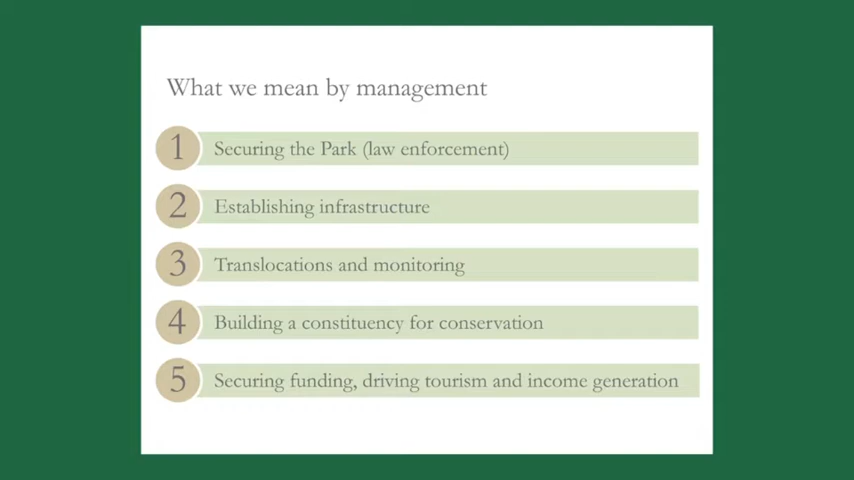 What we mean by management
1 Securing the Park (law enforcement)
2 Establishing infrastructure
3 Translocations and monitoring
4 Building a constituency for conservation
5 Securing funding, driving tourism and income generation